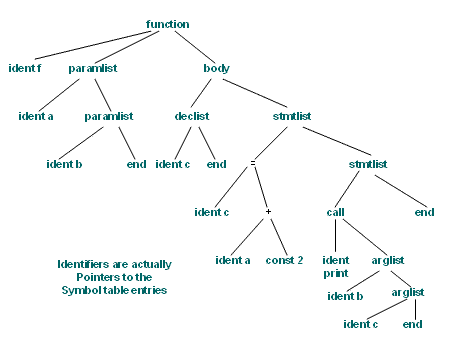 function
ident f paramlist body
ident a paramlist declist stmtlist
ident b end ident c end = stmtlist
ident c + call end
ident a const 2 ident print arglist
Identifiers are actually
Pointers to the
Symbol table entries
ident b arglist
ident c end